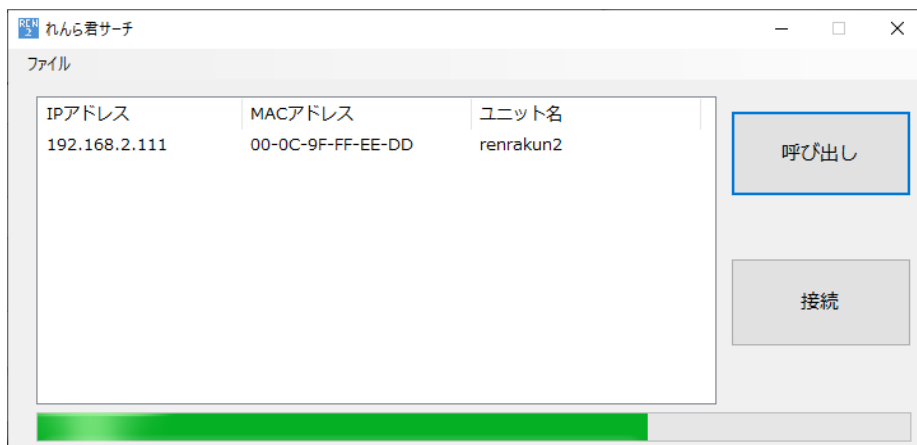 REN 2 れんら君サーチ
ファイル
IPアドレス MACアドレス ユニット名
192.168.2.111 00-0C-9F-FF-EE-DD renrakun2
呼び出し
接続